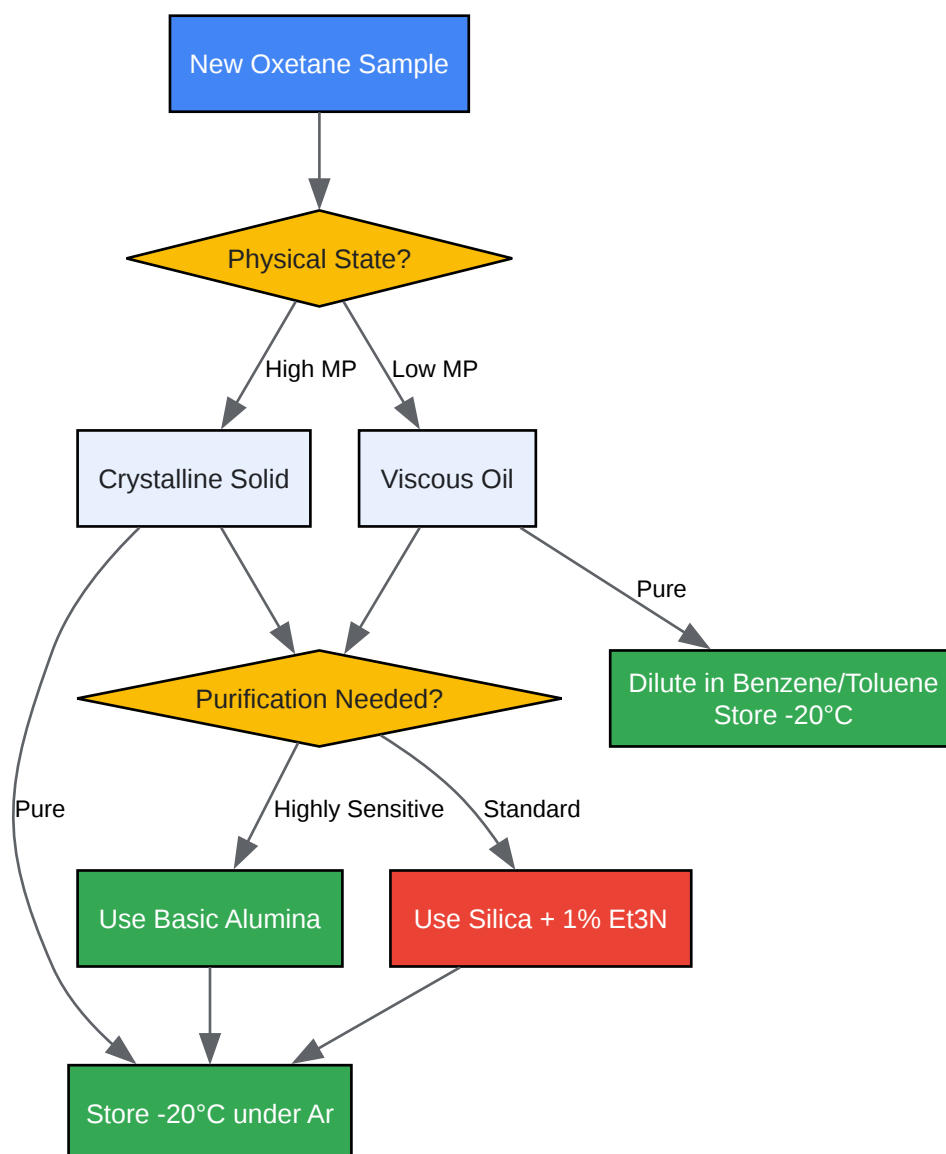 New Oxetane Sample
Physical State?
High MP
Low MP
Crystalline Solid
Viscous Oil
Pure
Dilute in Benzene/Toluene
Store -20°C
Purification Needed?
Pure
Highly Sensitive
Standard
Use Basic Alumina
Use Silica + 1% Et3N
Store -20°C under Ar